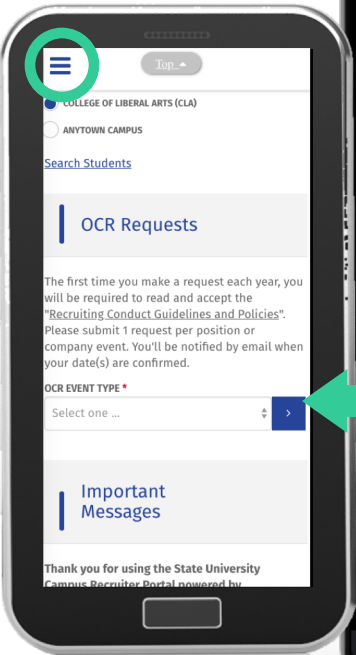 Top
COLLEGE OF LIBERAL ARTS (CLA)
ANYTOWN CAMPUS
Search Students
OCR Requests
The first time you make a request each year, you
will be required to read and accept the
"Recruiting Conduct Guidelines and Policies".
Please submit 1 request per position or
company event. You'll be notified by email when
your date(s) are confirmed.
OCR EVENT TYPE *
Select one ...
Important
Messages
Thank you for using the State University
Campus Recruiter Portal powered by